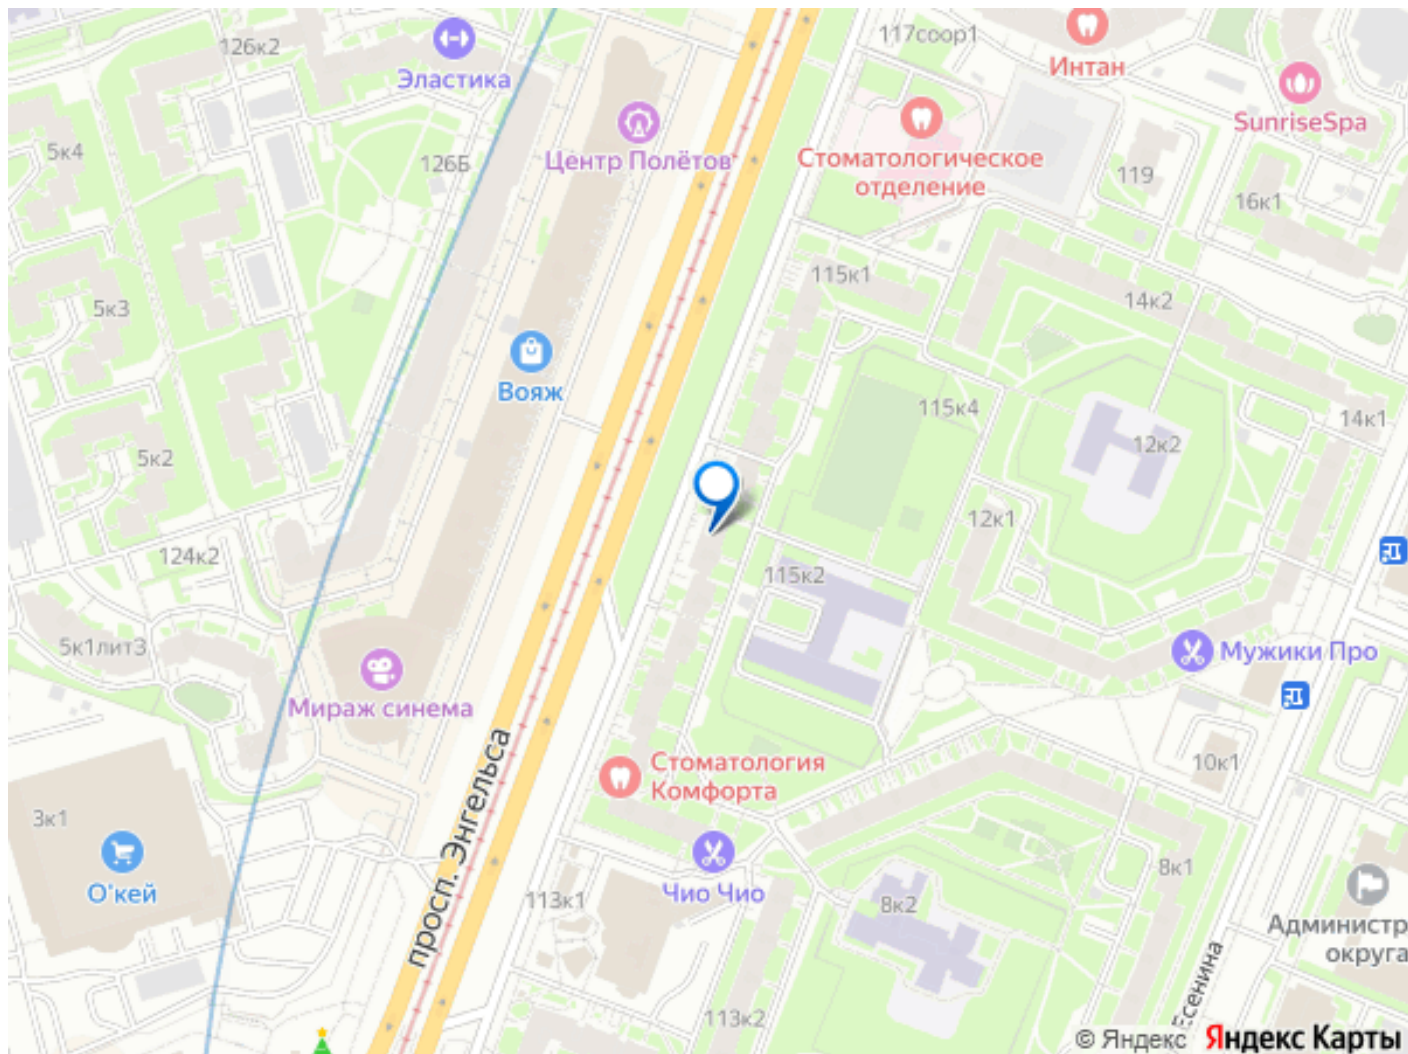 126к2
117соор1
Эластика
Интан
SunriseSpa
Центр Полётов
Стоматологическое
отделение
5к4
126Б
119
16к1
115к1
14к2
5к3
Вояж
115к4
14к1
5к2
12к2
12к1
124к2
115к2
5к1лит3
Мужики Про
Мираж синема
просп. Энгельса
Стоматология
Комфорта
10к1
3к1
О'кей
Чио Чио
8к1
113к1
8к2
Администр
округа
Есенина
113к2
© Яндекс Яндекс Карты